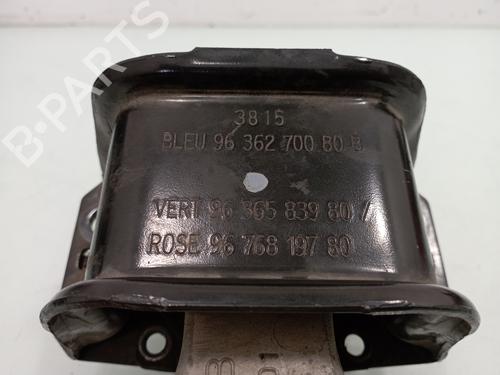 3815
BLEU 96 362 700 80 B
VERT 96 365 839 80 /
ROSE 96 768 197 80
B-PARTS